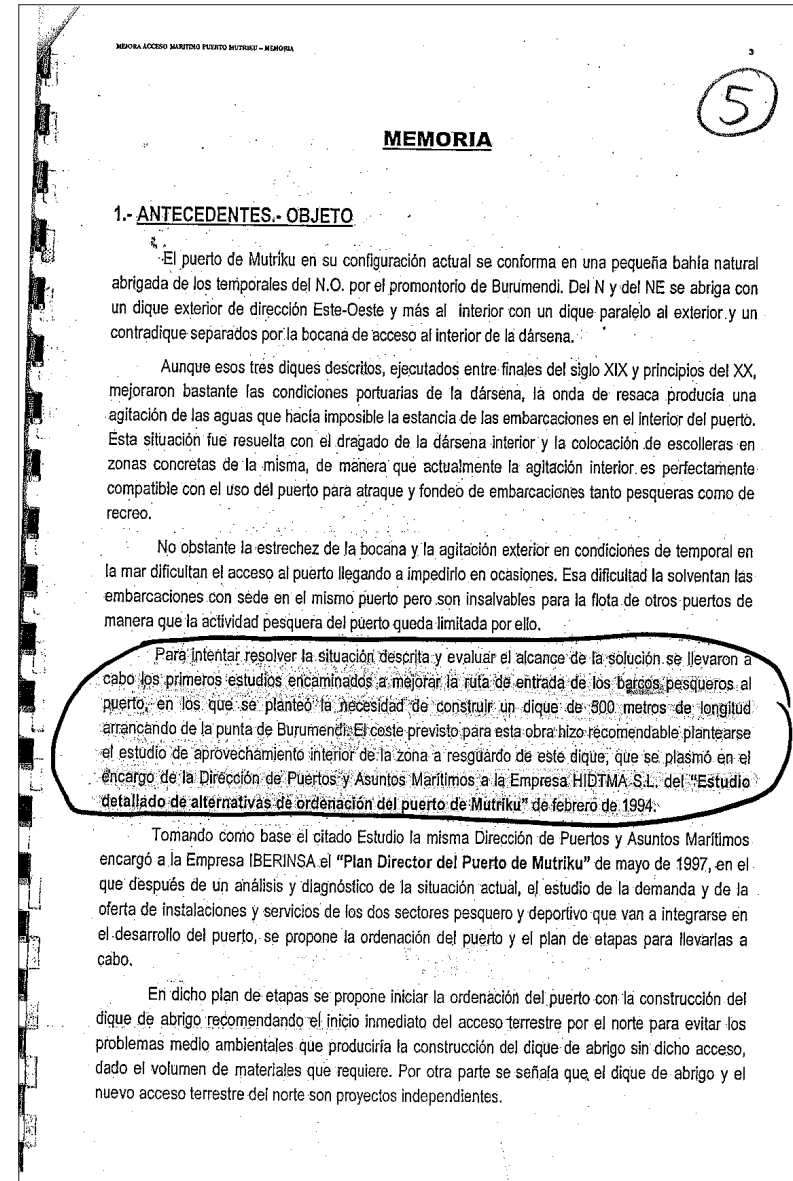 MEJORA ACCESO MARITIMO PUERTO MUTRIKU – MEMORIA
3
5
MEMORIA
1.- ANTECEDENTES.- OBJETO
El puerto de Mutriku en su configuración actual se conforma en una pequeña bahía natural
abrigada de los temporales del N.O. por el promontorio de Burumendi. Del N y del NE se abriga con
un dique exterior de dirección Este-Oeste y más al interior con un dique paralelo al exterior y un
contradique separados por la bocana de acceso al interior de la dársena.
Aunque esos tres diques descritos, ejecutados entre finales del siglo XIX y principios del XX,
mejoraron bastante las condiciones portuarias de la dársena, la onda de resaca producía una
agitación de las aguas que hacía imposible la estancia de las embarcaciones en el interior del puerto.
Esta situación fue resuelta con el dragado de la dársena interior y la colocación de escolleras en
zonas concretas de la misma, de manera que actualmente la agitación interior es perfectamente
compatible con el uso del puerto para atraque y fondeo de embarcaciones tanto pesqueras como de
recreo.
No obstante la estrechez de la bocana y la agitación exterior en condiciones de temporal en
la mar dificultan el acceso al puerto llegando a impedirlo en ocasiones. Esa dificultad la solventan las
embarcaciones con sede en el mismo puerto pero son insalvables para la flota de otros puertos de
manera que la actividad pesquera del puerto queda limitada por ello.
Para intentar resolver la situación descrita y evaluar el alcance de la solución se llevaron a
cabo los primeros estudios encaminados a mejorar la ruta de entrada de los barcos pesqueros al
puerto, en los que se planteó la necesidad de construir un dique de 500 metros de longitud
arrancando de la punta de Burumendi. El coste previsto para esta obra hizo recomendable plantearse
el estudio de aprovechamiento interior de la zona a resguardo de este dique, que se plasmó en el
encargo de la Dirección de Puertos y Asuntos Marítimos a la Empresa HIDTMA S.L. del "Estudio
detallado de alternativas de ordenación del puerto de Mutriku" de febrero de 1994.
Tomando como base el citado Estudio la misma Dirección de Puertos y Asuntos Marítimos
encargó a la Empresa IBERINSA el "Plan Director del Puerto de Mutriku" de mayo de 1997, en el
que después de un análisis y diagnóstico de la situación actual, el estudio de la demanda y de la
oferta de instalaciones y servicios de los dos sectores pesquero y deportivo que van a integrarse en
el desarrollo del puerto, se propone la ordenación del puerto y el plan de etapas para llevarlas a
cabo.
En dicho plan de etapas se propone iniciar la ordenación del puerto con la construcción del
dique de abrigo recomendando el inicio inmediato del acceso terrestre por el norte para evitar los
problemas medio ambientales que produciría la construcción del dique de abrigo sin dicho acceso,
dado el volumen de materiales que requiere. Por otra parte se señala que el dique de abrigo y el
nuevo acceso terrestre del norte son proyectos independientes.